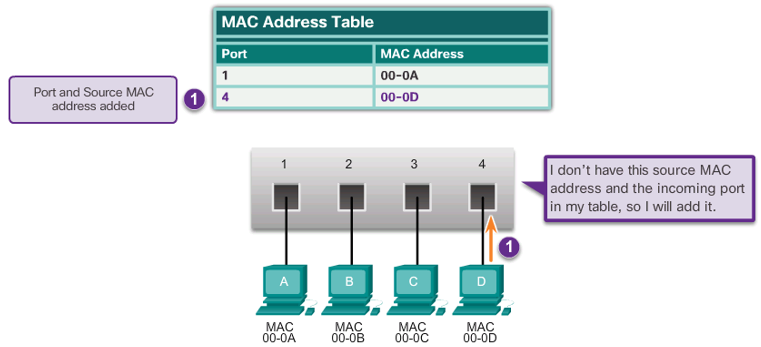 MAC Address Table
Port MAC Address
1 00-0A
4 00-0D
Port and Source MAC
address added
1
1 2 3 4
I don't have this source MAC
address and the incoming port
in my table, so I will add it.
1
A B C D
MAC MAC MAC MAC
00-0A 00-0B 00-0C 00-0D